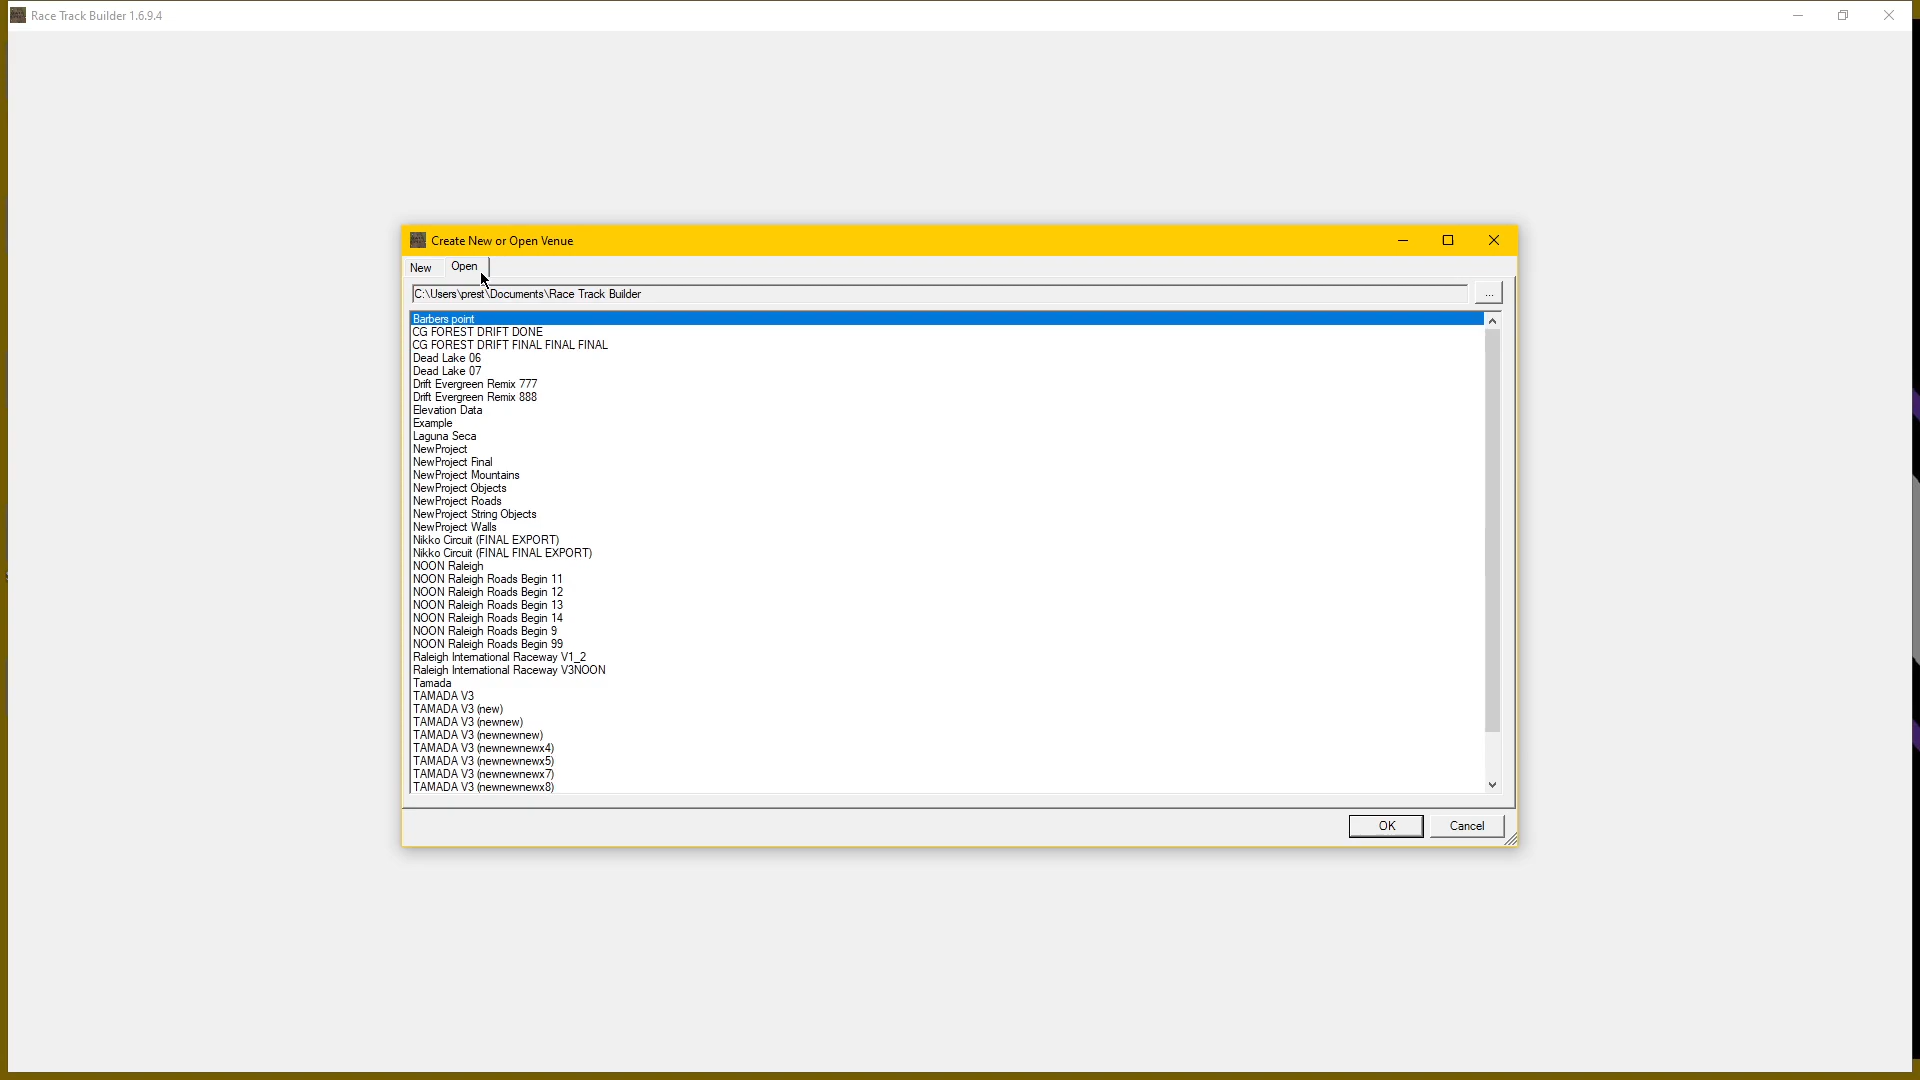 Race Track Builder 1.6.9.4
Create New or Open Venue
New
Open
C:\Users\prest\Documents\Race Track Builder
...
Barbers point
CG FOREST DRIFT DONE
CG FOREST DRIFT FINAL FINAL FINAL
Dead Lake 06
Dead Lake 07
Drift Evergreen Remix 777
Drift Evergreen Remix 888
Elevation Data
Example
Laguna Seca
NewProject
NewProject Final
NewProject Mountains
NewProject Objects
NewProject Roads
NewProject String Objects
NewProject Walls
Nikko Circuit (FINAL EXPORT)
Nikko Circuit (FINAL FINAL EXPORT)
NOON Raleigh
NOON Raleigh Roads Begin 11
NOON Raleigh Roads Begin 12
NOON Raleigh Roads Begin 13
NOON Raleigh Roads Begin 14
NOON Raleigh Roads Begin 9
NOON Raleigh Roads Begin 99
Raleigh International Raceway V1_2
Raleigh International Raceway V3NOON
Tamada
TAMADA V3
TAMADA V3 (new)
TAMADA V3 (newnew)
TAMADA V3 (newnewnew)
TAMADA V3 (newnewnewx4)
TAMADA V3 (newnewnewx5)
TAMADA V3 (newnewnewx7)
TAMADA V3 (newnewnewx8)
OK
Cancel